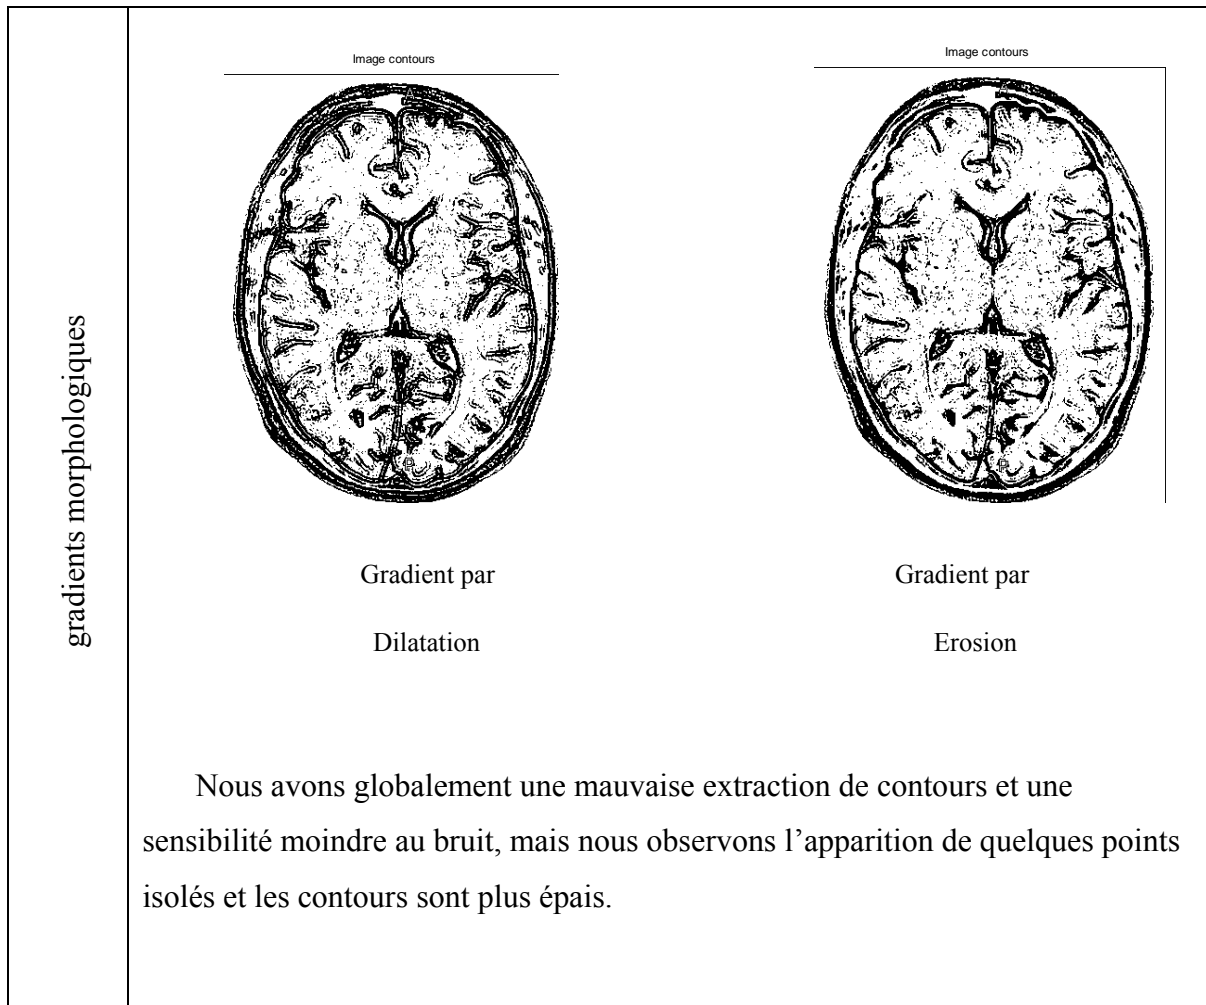 gradients morphologiques
Image contours
Image contours
Gradient par
Dilatation
Gradient par
Erosion
Nous avons globalement une mauvaise extraction de contours et une
sensibilité moindre au bruit, mais nous observons l’apparition de quelques points
isolés et les contours sont plus épais.